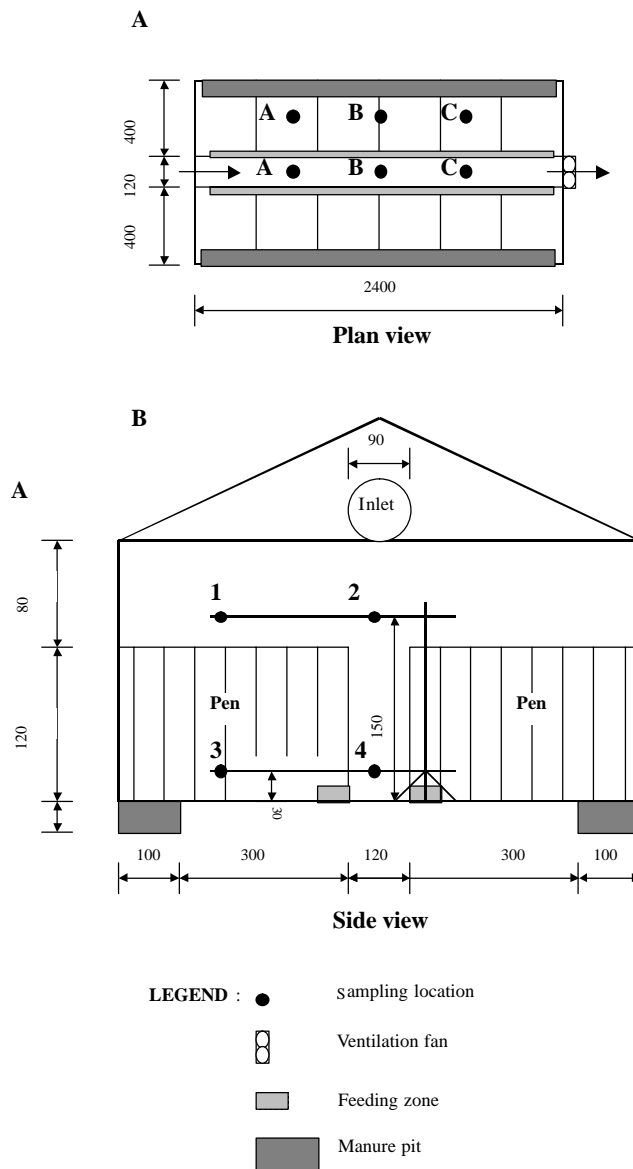 A
A B C
400
A B C
120
400
2400
Plan view
B
90
A
Inlet
80
1 2
Pen Pen
120
150
3 4
30
100 300 120 300 100
Side view
LEGEND : sampling location
Ventilation fan
Feeding zone
Manure pit